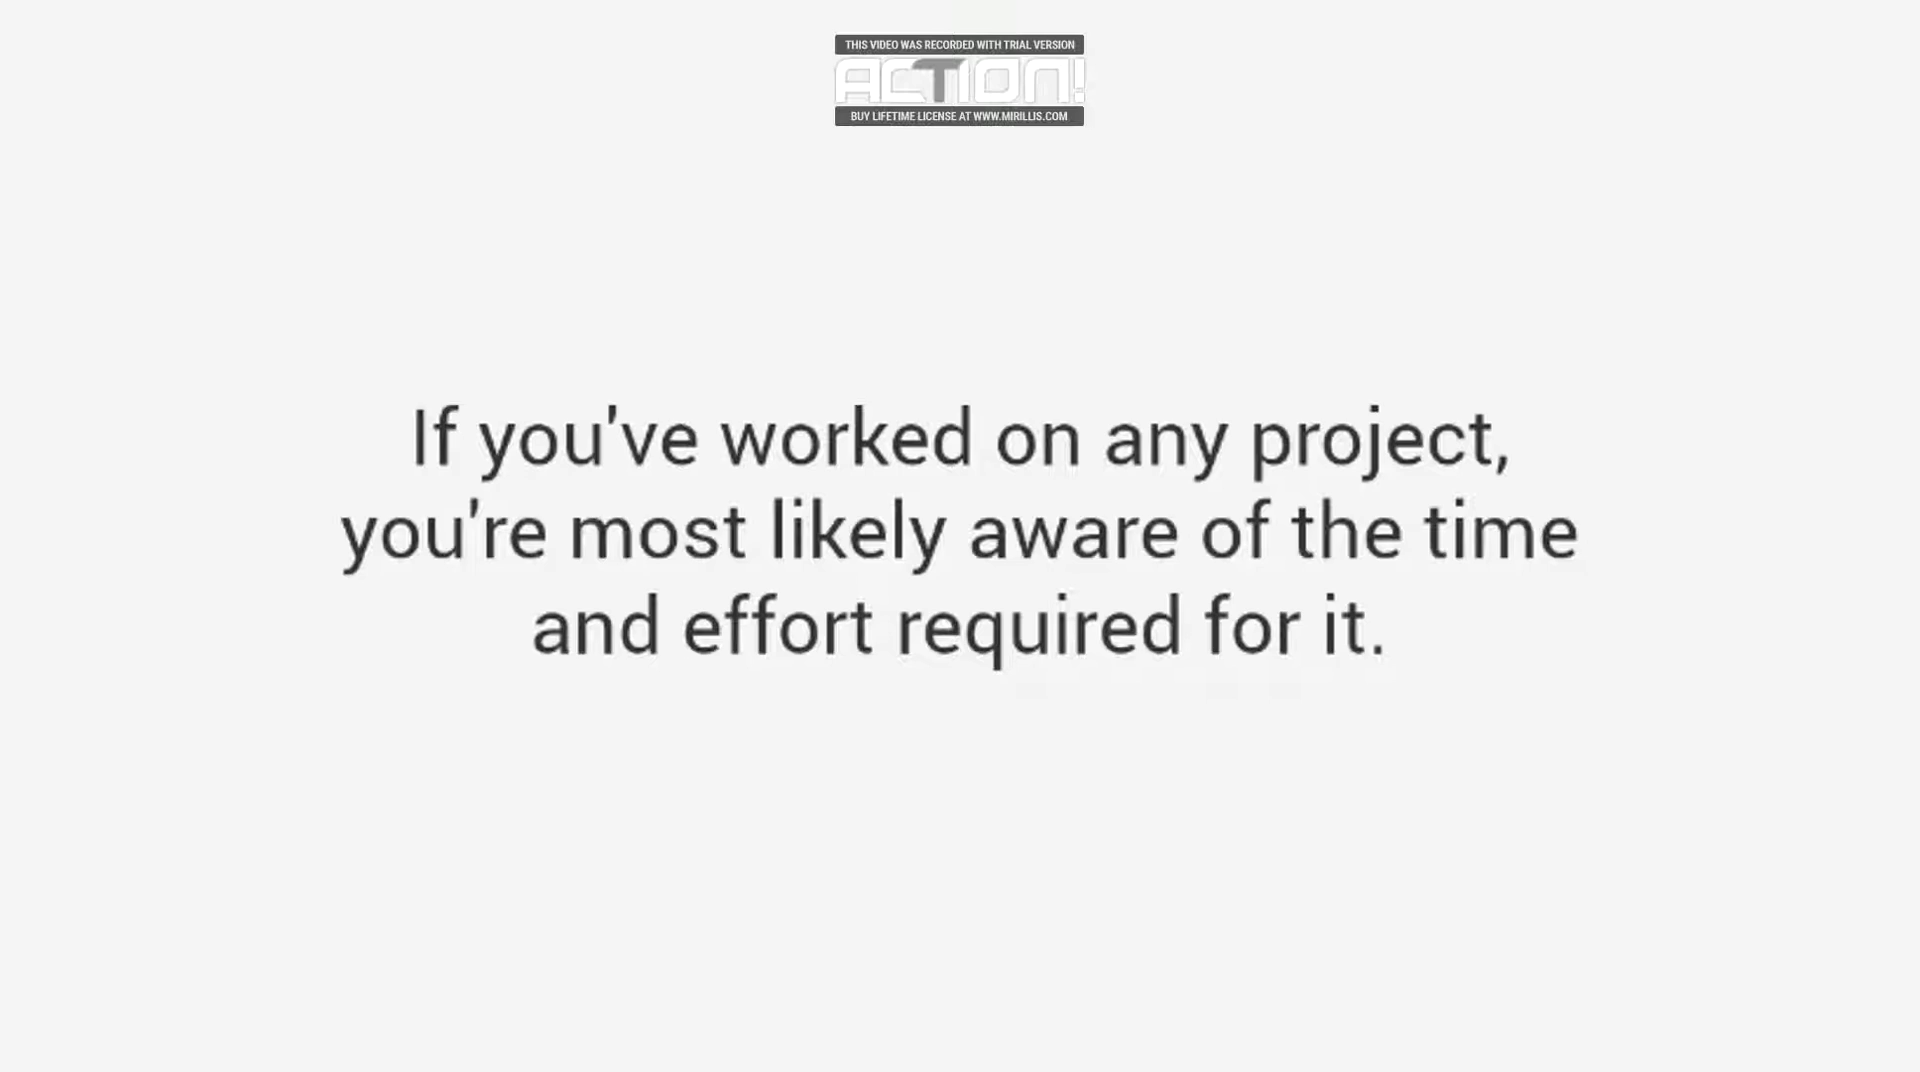 THIS VIDEO WAS RECORDED WITH TRIAL VERSION
ACTION!
BUY LIFETIME LICENSE AT WWW.MIRILLIS.COM
If you've worked on any project,
you're most likely aware of the time
and effort required for it.